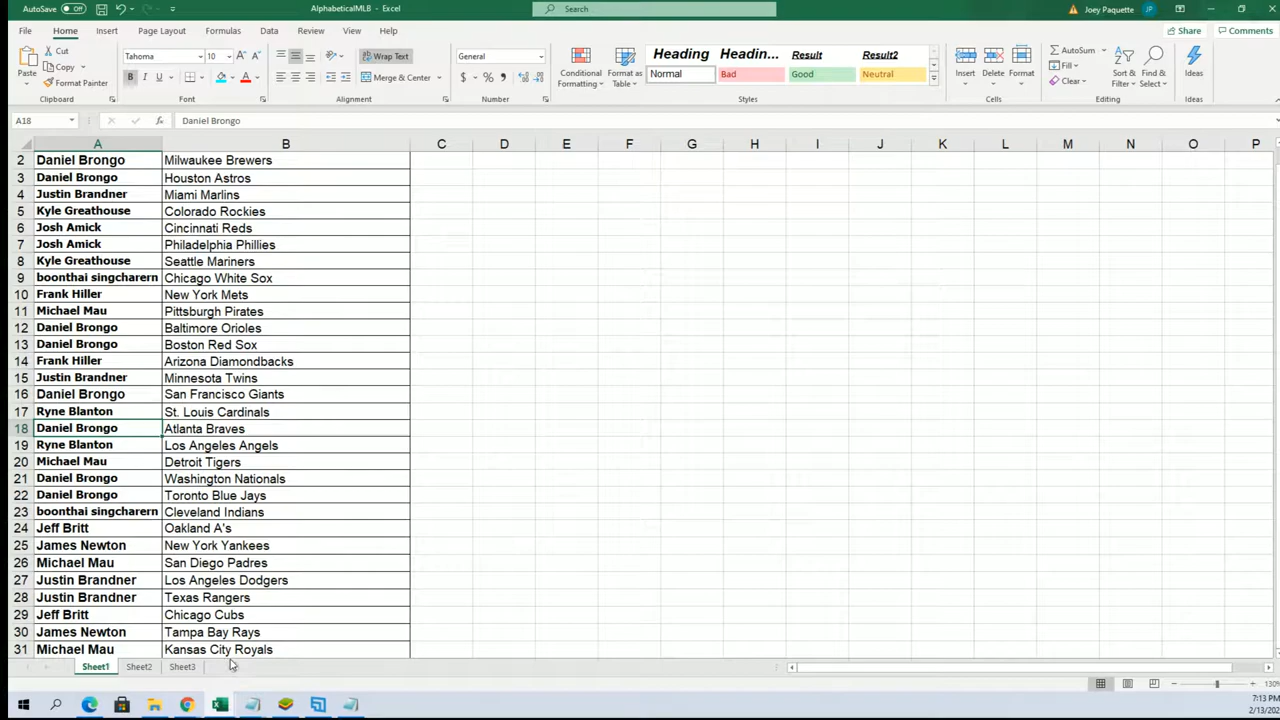 AutoSave Off AlphabeticalMLB - Excel Search Joey Paquette JP
File Home Insert Page Layout Formulas Data Review View Help Share Comments
Paste Cut Copy Format Painter Clipboard
Tahoma 10 B I U A Font
Wrap Text Merge & Center Alignment
General $ % Number
Conditional Formatting Format as Table
Heading Headin... Result Result2
Normal Bad Good Neutral
Styles
Insert Delete Format Cells
AutoSum Fill Clear Sort & Filter Find & Select Editing
Ideas Ideas
A18 fx Daniel Brongo
A B C D E F G H I J K L M N O P
2 Daniel Brongo Milwaukee Brewers
3 Daniel Brongo Houston Astros
4 Justin Brandner Miami Marlins
5 Kyle Greathouse Colorado Rockies
6 Josh Amick Cincinnati Reds
7 Josh Amick Philadelphia Phillies
8 Kyle Greathouse Seattle Mariners
9 boonthai singcharern Chicago White Sox
10 Frank Hiller New York Mets
11 Michael Mau Pittsburgh Pirates
12 Daniel Brongo Baltimore Orioles
13 Daniel Brongo Boston Red Sox
14 Frank Hiller Arizona Diamondbacks
15 Justin Brandner Minnesota Twins
16 Daniel Brongo San Francisco Giants
17 Ryne Blanton St. Louis Cardinals
18 Daniel Brongo Atlanta Braves
19 Ryne Blanton Los Angeles Angels
20 Michael Mau Detroit Tigers
21 Daniel Brongo Washington Nationals
22 Daniel Brongo Toronto Blue Jays
23 boonthai singcharern Cleveland Indians
24 Jeff Britt Oakland A's
25 James Newton New York Yankees
26 Michael Mau San Diego Padres
27 Justin Brandner Los Angeles Dodgers
28 Justin Brandner Texas Rangers
29 Jeff Britt Chicago Cubs
30 James Newton Tampa Bay Rays
31 Michael Mau Kansas City Royals
Sheet1 Sheet2 Sheet3
130%
7:13 PM
2/13/202